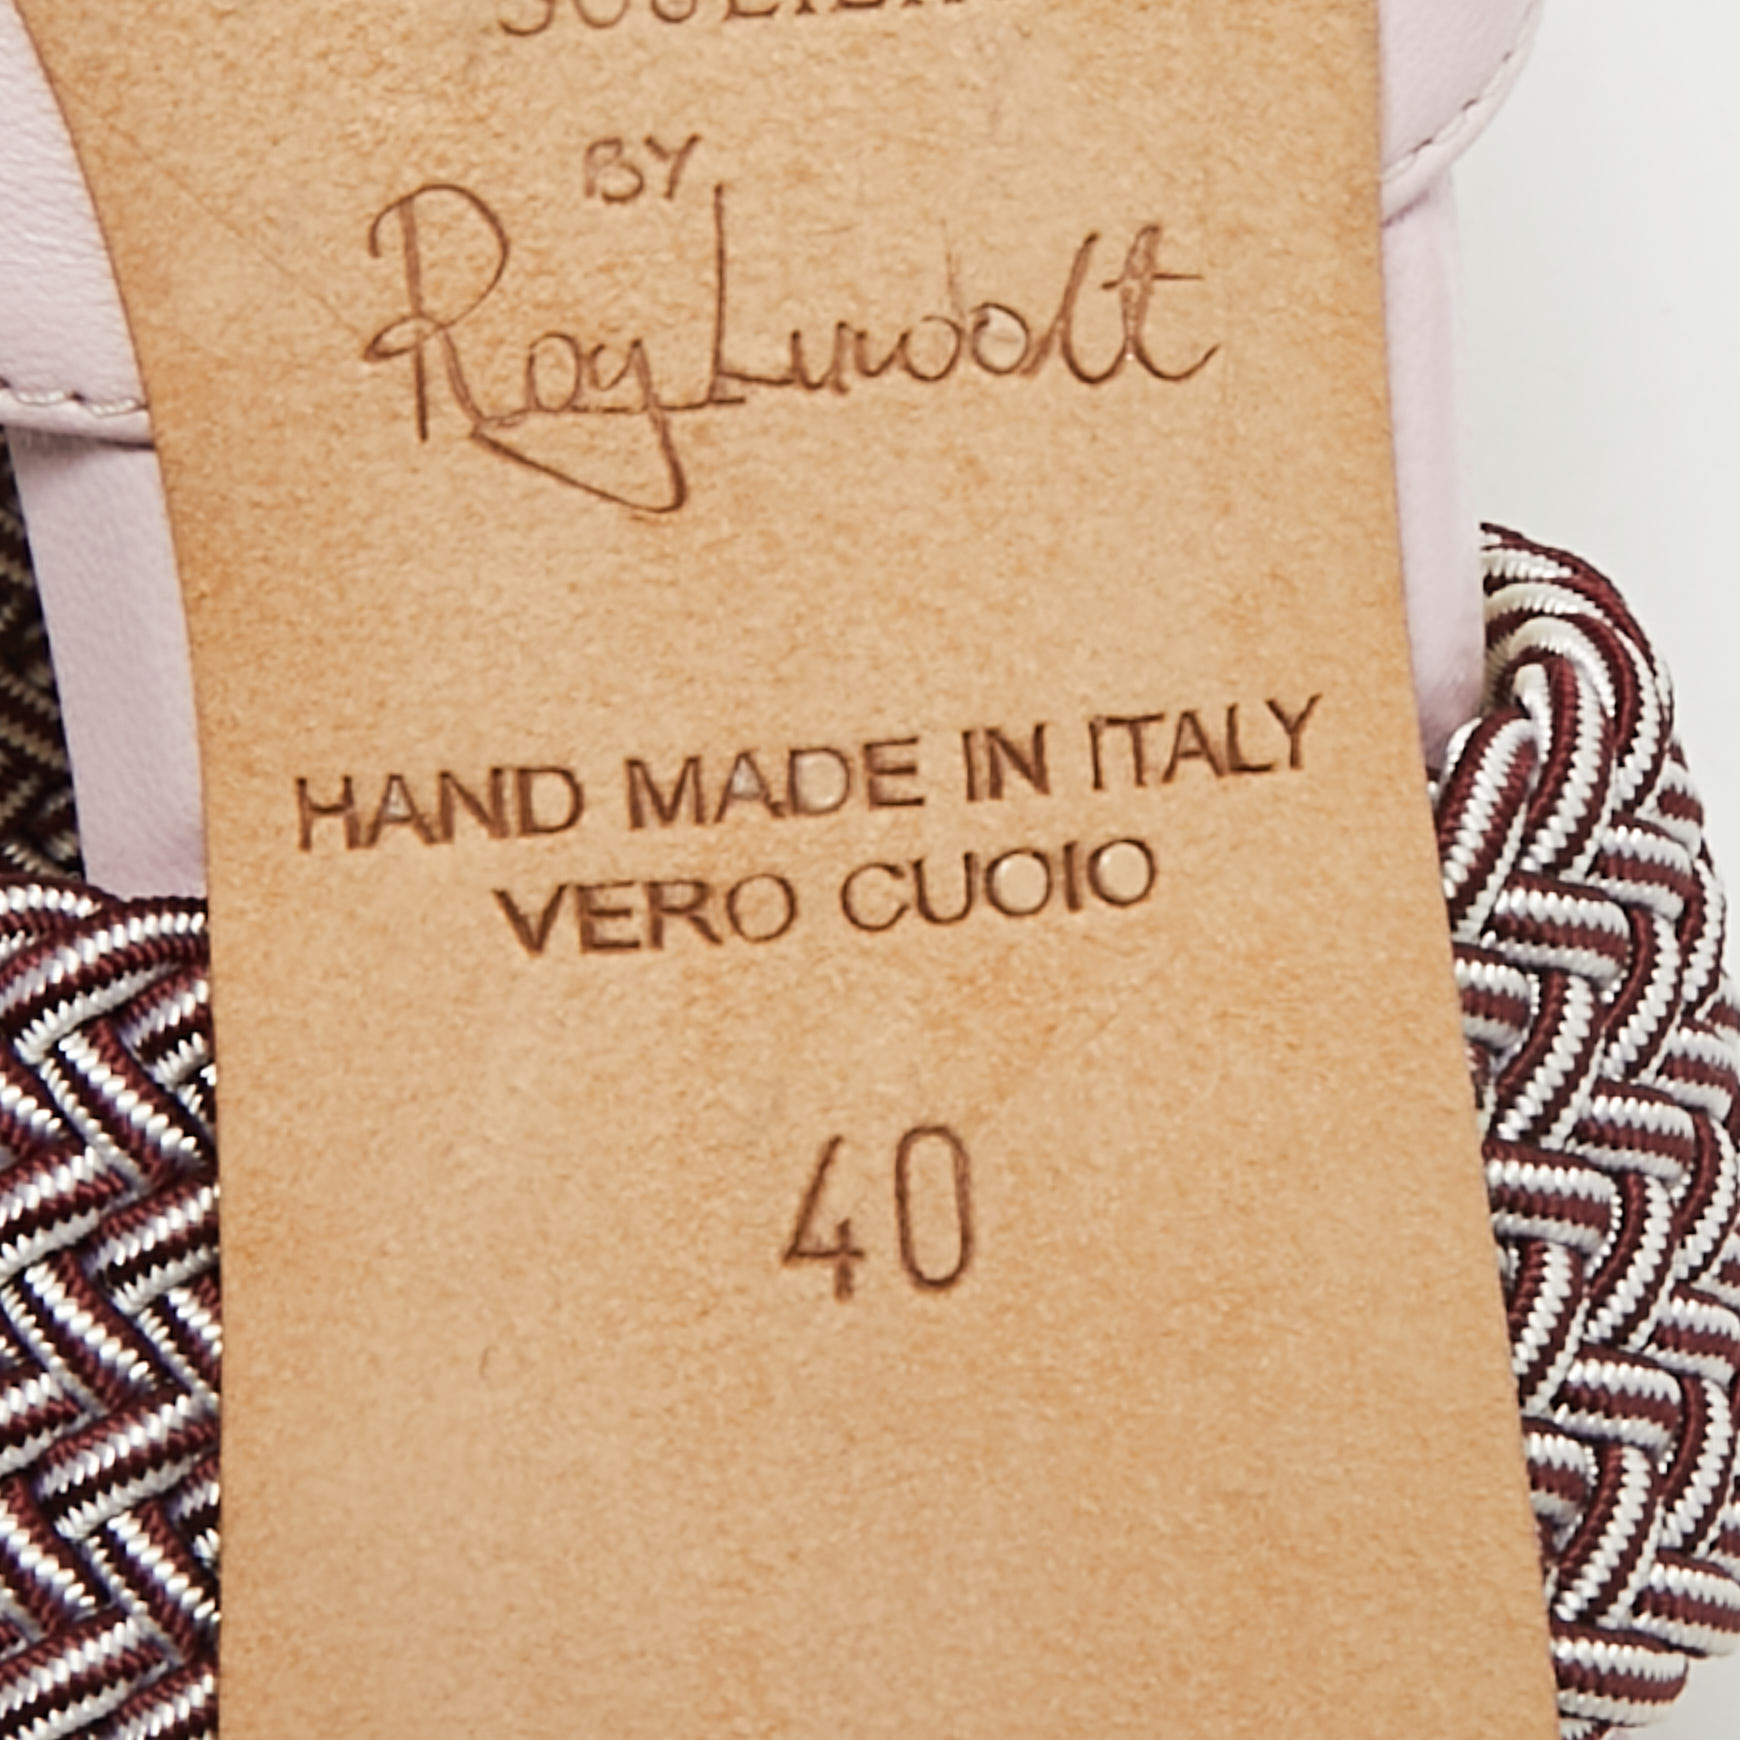 BY
Roy Luwolt
HAND MADE IN ITALY
VERO CUOIO
40